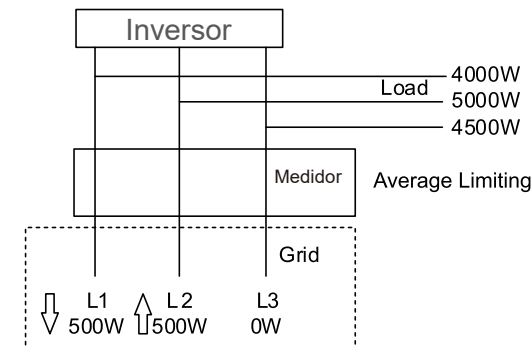 Inversor
4000W
Load
5000W
4500W
Medidor
Average Limiting
Grid
L1 L2 L3
500W 500W 0W